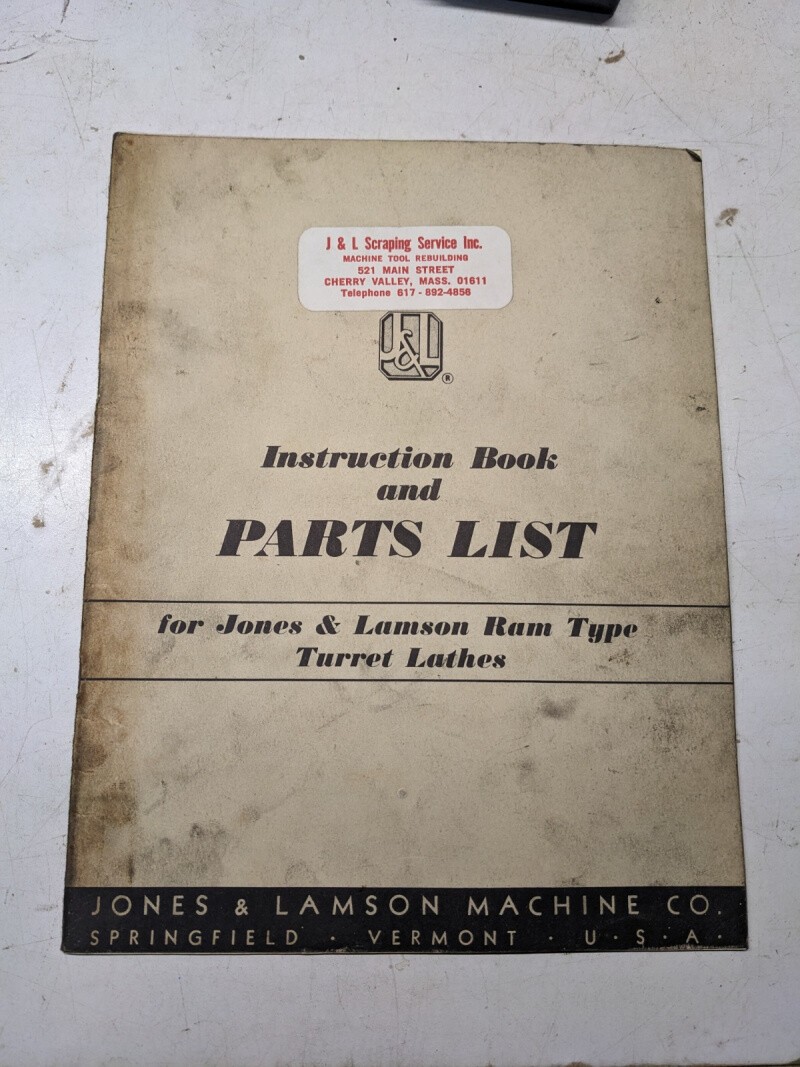 J & L Scraping Service Inc.
MACHINE TOOL REBUILDING
521 MAIN STREET
CHERRY VALLEY, MASS. 01611
Telephone 617 - 892-4856
J&L
®
Instruction Book
and
PARTS LIST
for Jones & Lamson Ram Type
Turret Lathes
JONES & LAMSON MACHINE CO.
SPRINGFIELD · VERMONT · U · S · A ·